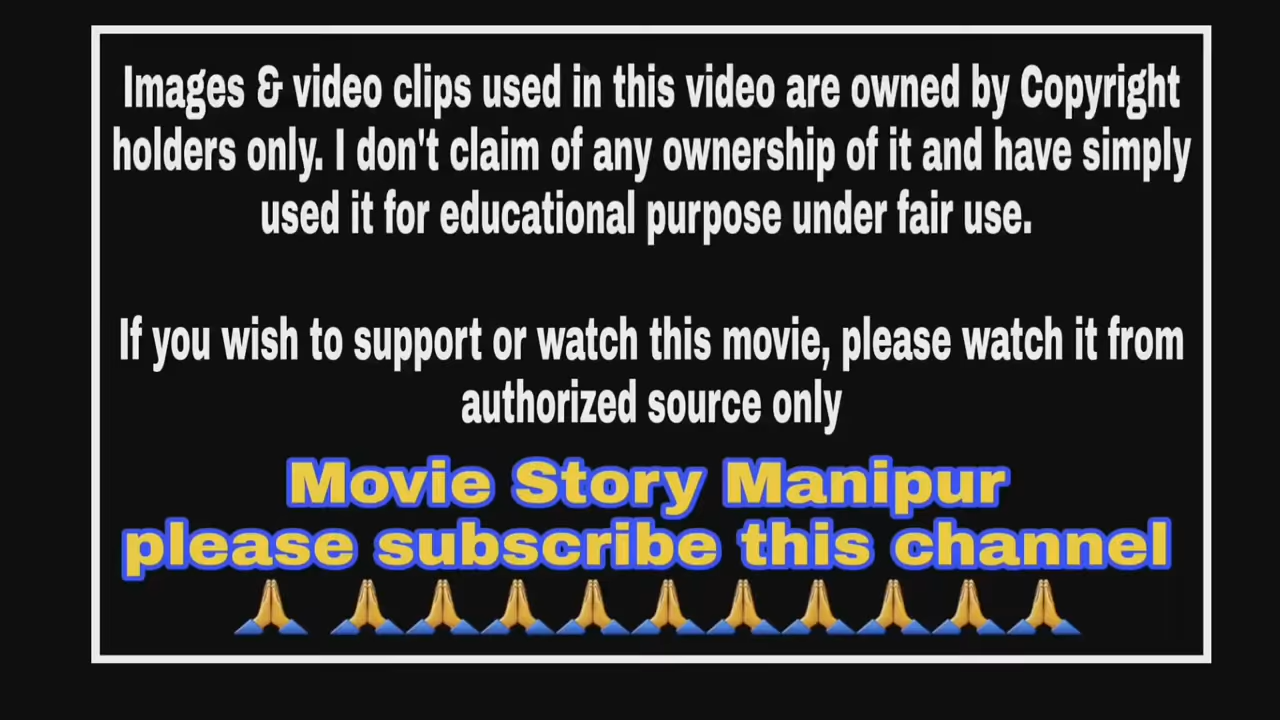 Images & video clips used in this video are owned by Copyright
holders only. I don't claim of any ownership of it and have simply
used it for educational purpose under fair use.
If you wish to support or watch this movie, please watch it from
authorized source only
Movie Story Manipur
please subscribe this channel
🙏 🙏🙏🙏🙏🙏🙏🙏🙏🙏🙏